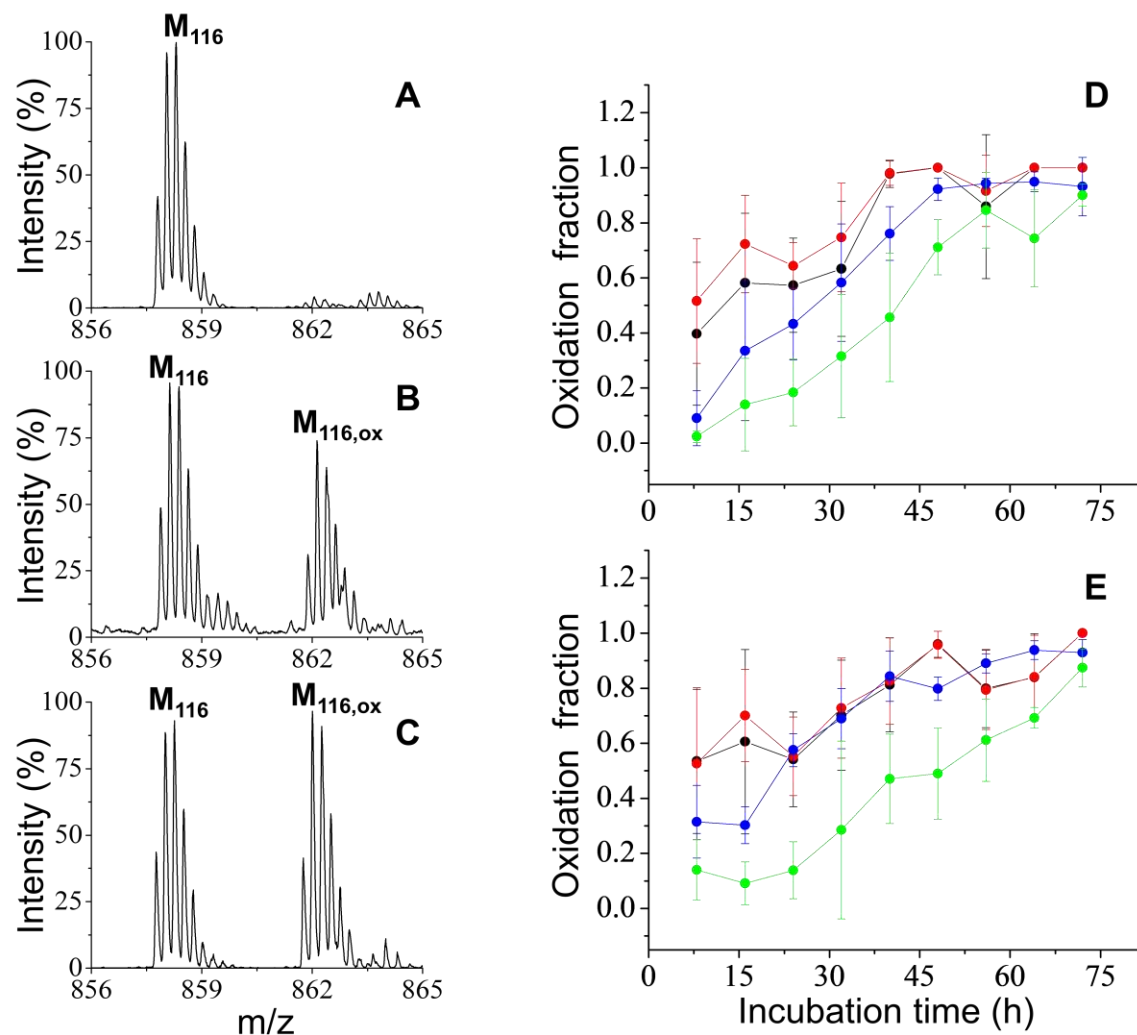 M116
A
Intensity (%)
100
75
50
25
0
856 859 862 865
M116
M116,ox
B
Intensity (%)
100
75
50
25
0
856 859 862 865
M116
M116,ox
C
Intensity (%)
100
75
50
25
0
856 859 862 865
m/z
D
Oxidation fraction
1.2
1.0
0.8
0.6
0.4
0.2
0.0
0 15 30 45 60 75
E
Oxidation fraction
1.2
1.0
0.8
0.6
0.4
0.2
0.0
0 15 30 45 60 75
Incubation time (h)